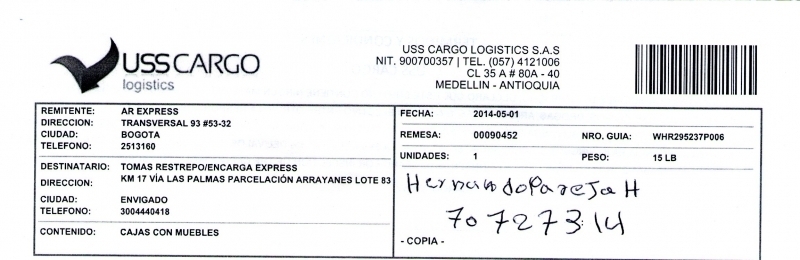 USS CARGO
logistics
USS CARGO LOGISTICS S.A.S
NIT. 900700357 | TEL. (057) 4121006
CL 35 A # 80A - 40
MEDELLIN - ANTIOQUIA
REMITENTE: AR EXPRESS
DIRECCION: TRANSVERSAL 93 #53-32
CIUDAD: BOGOTA
TELEFONO: 2513160
DESTINATARIO: TOMAS RESTREPO/ENCARGA EXPRESS
DIRECCION: KM 17 VÍA LAS PALMAS PARCELACIÓN ARRAYANES LOTE 83
CIUDAD: ENVIGADO
TELEFONO: 3004440418
CONTENIDO: CAJAS CON MUEBLES
FECHA: 2014-05-01
REMESA: 00090452 NRO. GUIA: WHR295237P006
UNIDADES: 1 PESO: 15 LB
Hernando Pareja H
70727314
- COPIA -